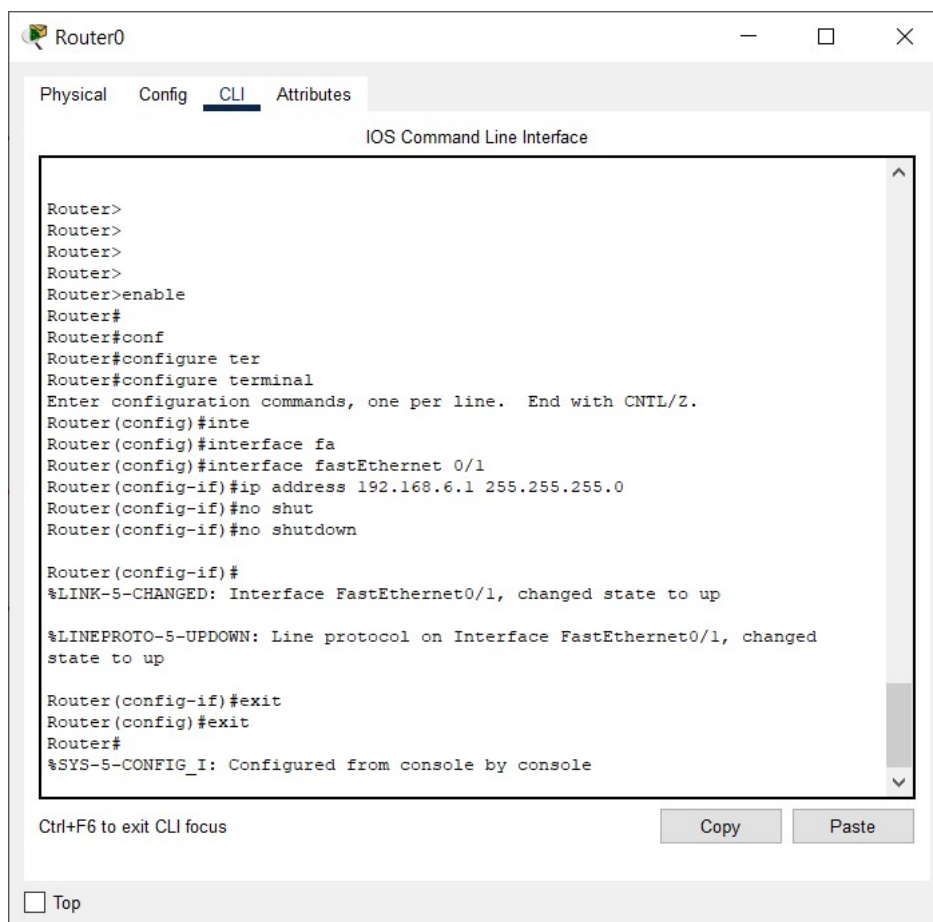 Router0
Physical Config CLI Attributes
IOS Command Line Interface
Router>
Router>
Router>
Router>
Router>enable
Router#
Router#conf
Router#configure ter
Router#configure terminal
Enter configuration commands, one per line.  End with CNTL/Z.
Router(config)#inte
Router(config)#interface fa
Router(config)#interface fastEthernet 0/1
Router(config-if)#ip address 192.168.6.1 255.255.255.0
Router(config-if)#no shut
Router(config-if)#no shutdown
Router(config-if)#
%LINK-5-CHANGED: Interface FastEthernet0/1, changed state to up
%LINEPROTO-5-UPDOWN: Line protocol on Interface FastEthernet0/1, changed
state to up
Router(config-if)#exit
Router(config)#exit
Router#
%SYS-5-CONFIG_I: Configured from console by console
Ctrl+F6 to exit CLI focus
Copy Paste
Top